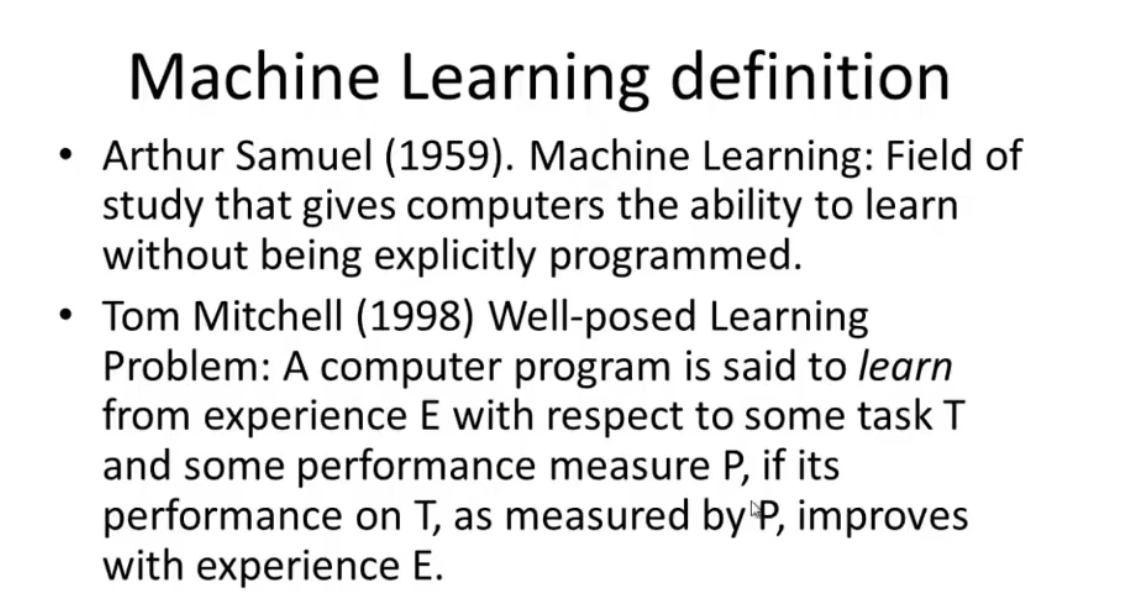 Machine Learning definition
• Arthur Samuel (1959). Machine Learning: Field of
study that gives computers the ability to learn
without being explicitly programmed.
• Tom Mitchell (1998) Well-posed Learning
Problem: A computer program is said to learn
from experience E with respect to some task T
and some performance measure P, if its
performance on T, as measured by P, improves
with experience E.